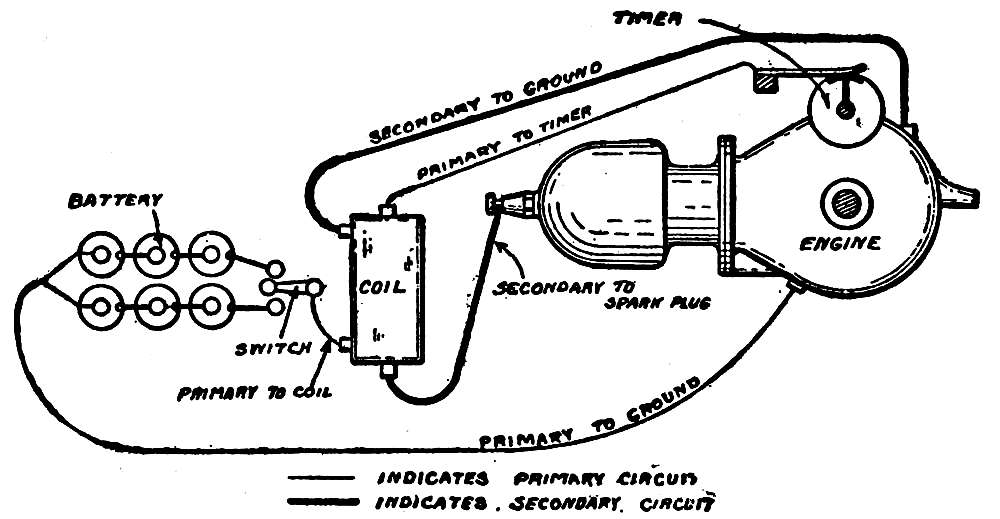 TIMER
SECONDARY TO GROUND
PRIMARY TO TIMER
BATTERY
ENGINE
COIL
SECONDARY TO
SPARK PLUG
SWITCH
PRIMARY TO COIL
PRIMARY TO GROUND
INDICATES PRIMARY CIRCUIT
INDICATES . SECONDARY. CIRCUIT